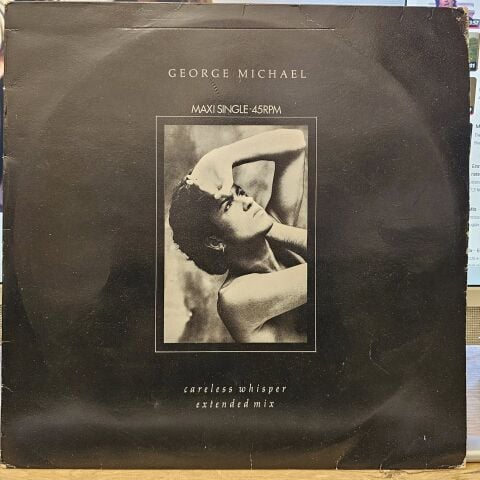 GEORGE MICHAEL
MAXI SINGLE·45RPM
careless whisper
extended mix